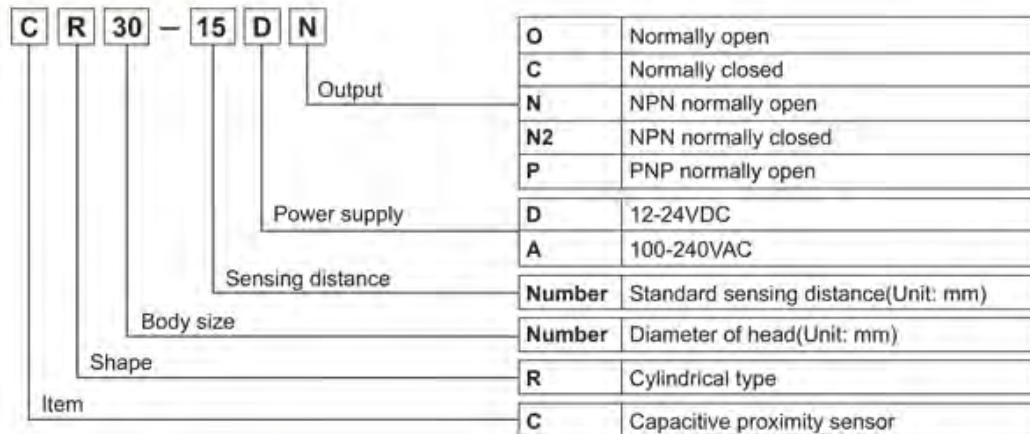 C R 30 – 15 D N
Output
O Normally open
C Normally closed
N NPN normally open
N2 NPN normally closed
P PNP normally open
Power supply
D 12-24VDC
A 100-240VAC
Sensing distance
Number Standard sensing distance(Unit: mm)
Body size
Number Diameter of head(Unit: mm)
Shape
R Cylindrical type
Item
C Capacitive proximity sensor